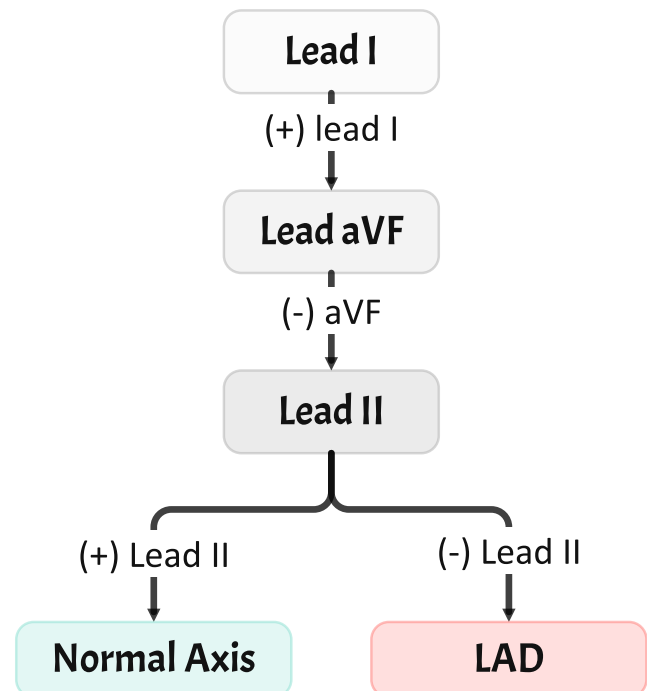 Lead I
(+) lead I
Lead aVF
(-) aVF
Lead II
(+) Lead II
(-) Lead II
Normal Axis
LAD